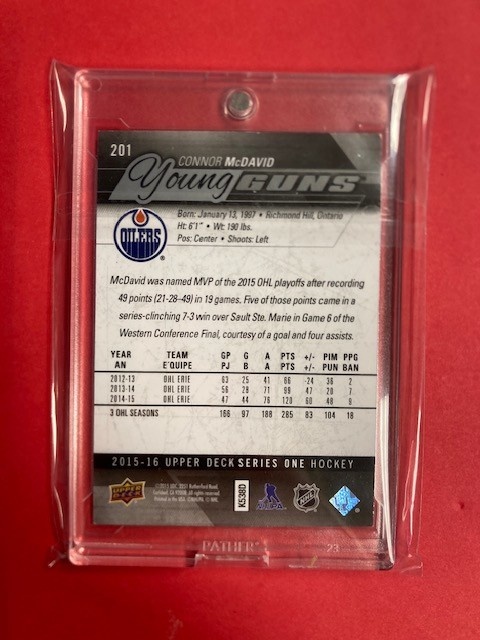 201
CONNOR McDAVID
Young GUNS
OILERS
Born: January 13, 1997 • Richmond Hill, Ontario
Ht: 6'1" • Wt: 190 lbs.
Pos: Center • Shoots: Left
McDavid was named MVP of the 2015 OHL playoffs after recording
49 points (21-28–49) in 19 games. Five of those points came in a
series-clinching 7-3 win over Sault Ste. Marie in Game 6 of the
Western Conference Final, courtesy of a goal and four assists.
YEAR TEAM GP G A PTS +/- PIM PPG
AN E'QUIPE PJ B A PTS PUN BAN
2012-13 OHL ERIE 63 25 41 66 -24 36 2
2013-14 OHL ERIE 56 28 71 99 47 20 7
2014-15 OHL ERIE 47 44 76 120 60 48 9
3 OHL SEASONS 166 97 188 285 83 104 18
2015-16 UPPER DECK SERIES ONE HOCKEY
UPPER DECK
K538D
NHL